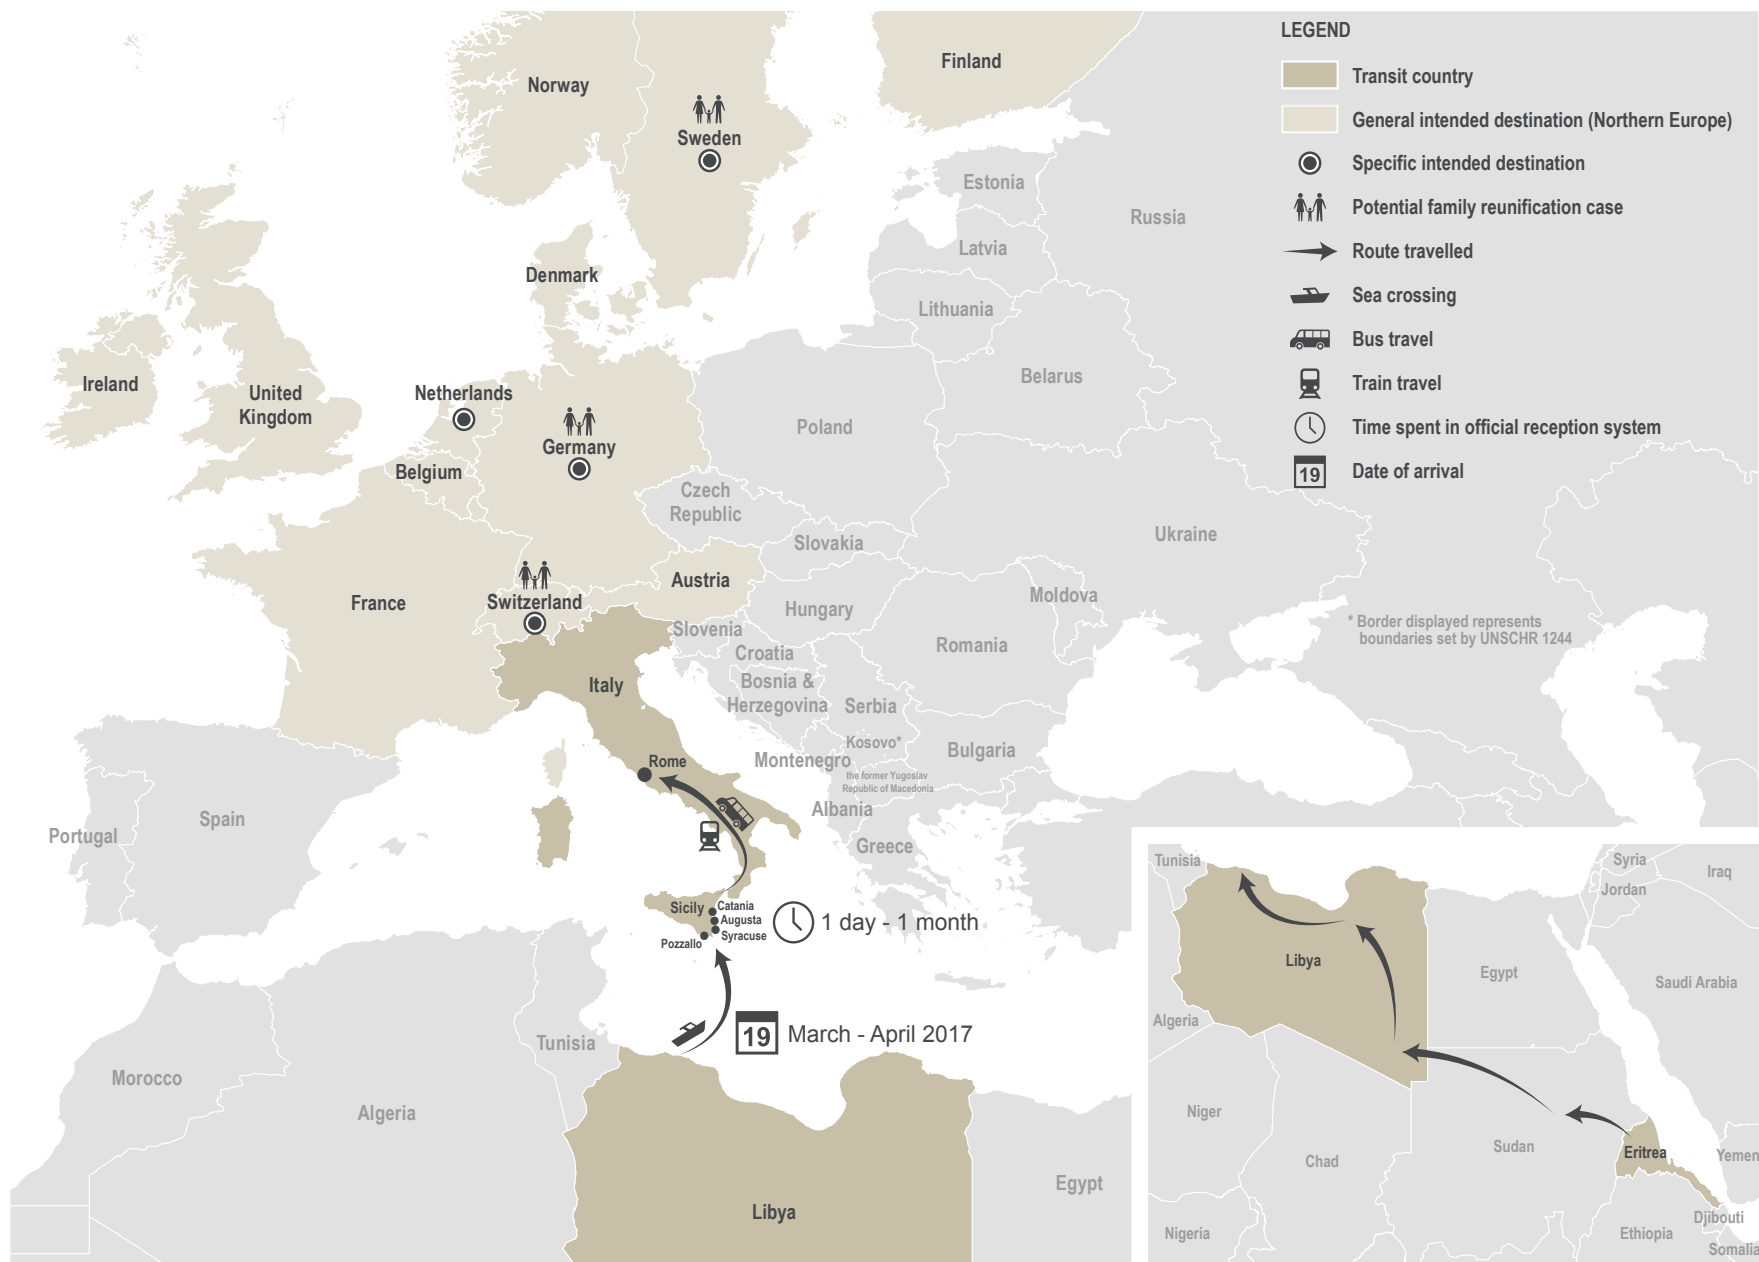 LEGEND
Transit country
General intended destination (Northern Europe)
Specific intended destination
Potential family reunification case
Route travelled
Sea crossing
Bus travel
Train travel
Time spent in official reception system
19
Date of arrival
Finland
Norway
Sweden
Estonia
Russia
Latvia
Denmark
Lithuania
Belarus
Ireland
United
Kingdom
Netherlands
Germany
Poland
Belgium
Czech
Republic
Ukraine
Slovakia
Austria
France
Switzerland
Moldova
Hungary
Slovenia
Croatia
Romania
* Border displayed represents
boundaries set by UNSCHR 1244
Italy
Bosnia &
Herzegovina
Serbia
Kosovo*
Bulgaria
Montenegro
Rome
the former Yugoslav
Republic of Macedonia
Albania
Spain
Portugal
Greece
Sicily
Catania
Augusta
Syracuse
Pozzallo
1 day - 1 month
19
March - April 2017
Tunisia
Morocco
Algeria
Egypt
Libya
Tunisia
Syria
Iraq
Jordan
Libya
Egypt
Saudi Arabia
Algeria
Niger
Chad
Sudan
Eritrea
Yemen
Nigeria
Ethiopia
Djibouti
Somalia